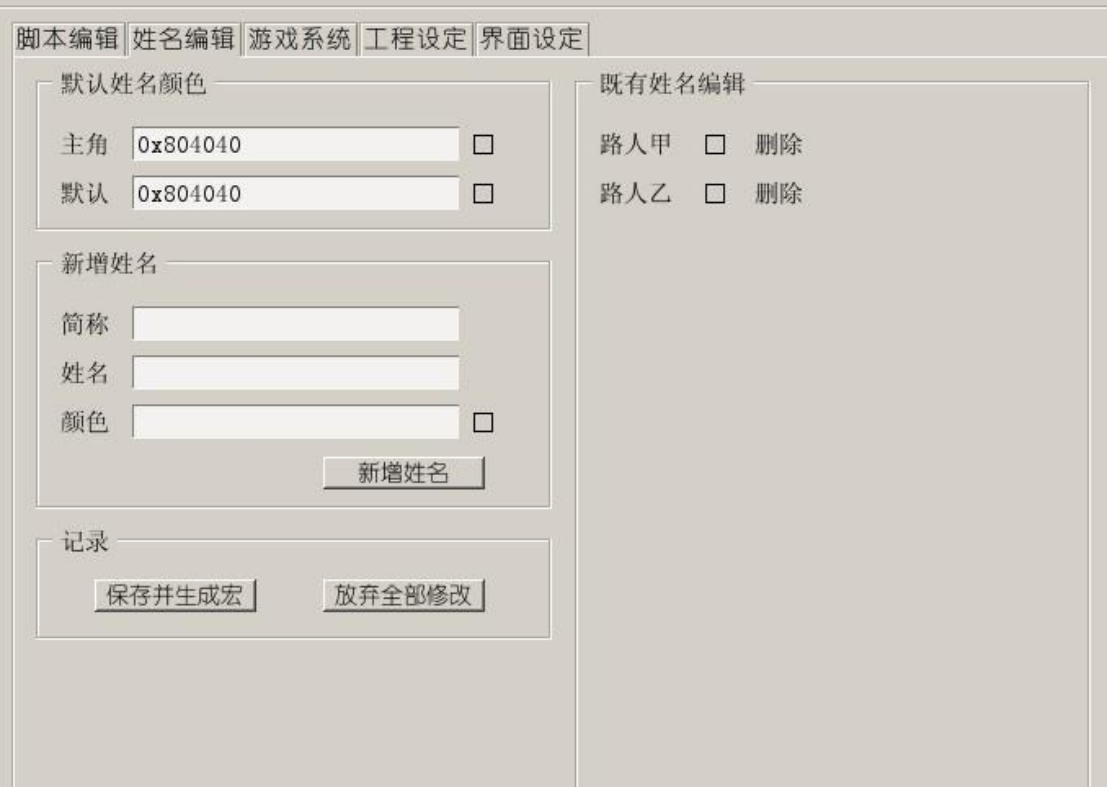 脚本编辑 姓名编辑 游戏系统 工程设定 界面设定
默认姓名颜色
主角 0x804040
默认 0x804040
新增姓名
简称
姓名
颜色
新增姓名
记录
保存并生成宏 放弃全部修改
既有姓名编辑
路人甲 删除
路人乙 删除